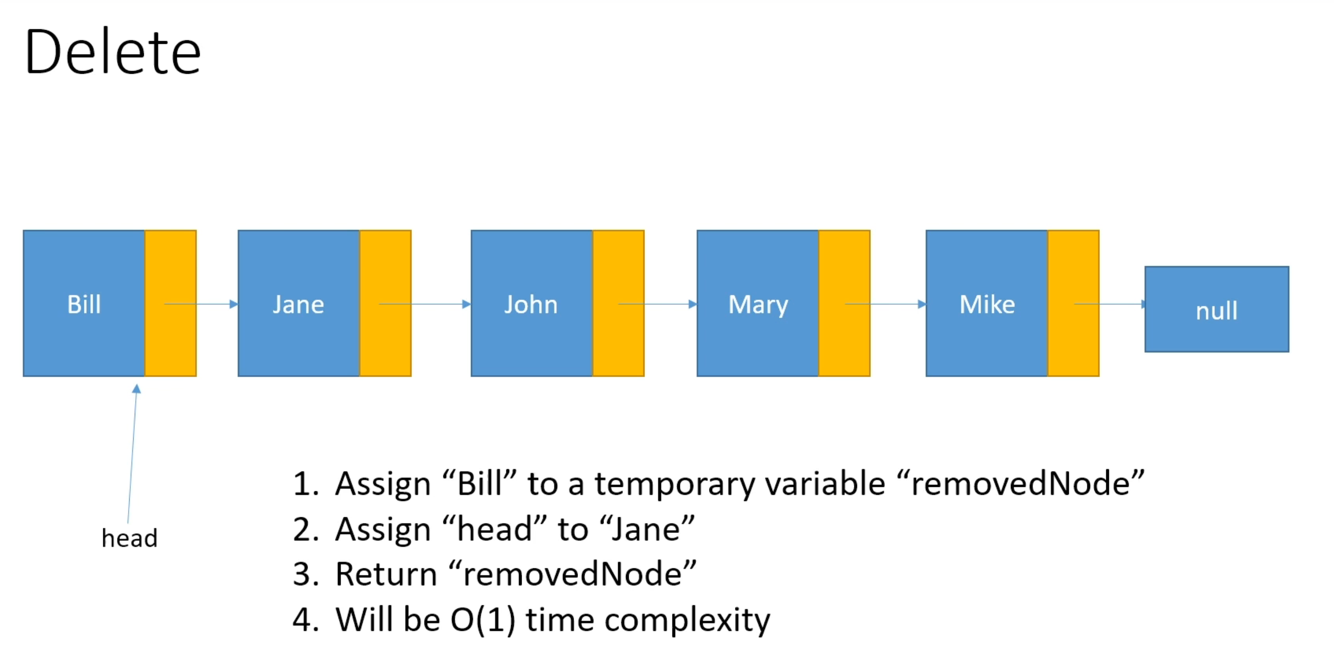 Delete
Bill
Jane
John
Mary
Mike
null
head
1. Assign “Bill” to a temporary variable “removedNode”
2. Assign “head” to “Jane”
3. Return “removedNode”
4. Will be O(1) time complexity